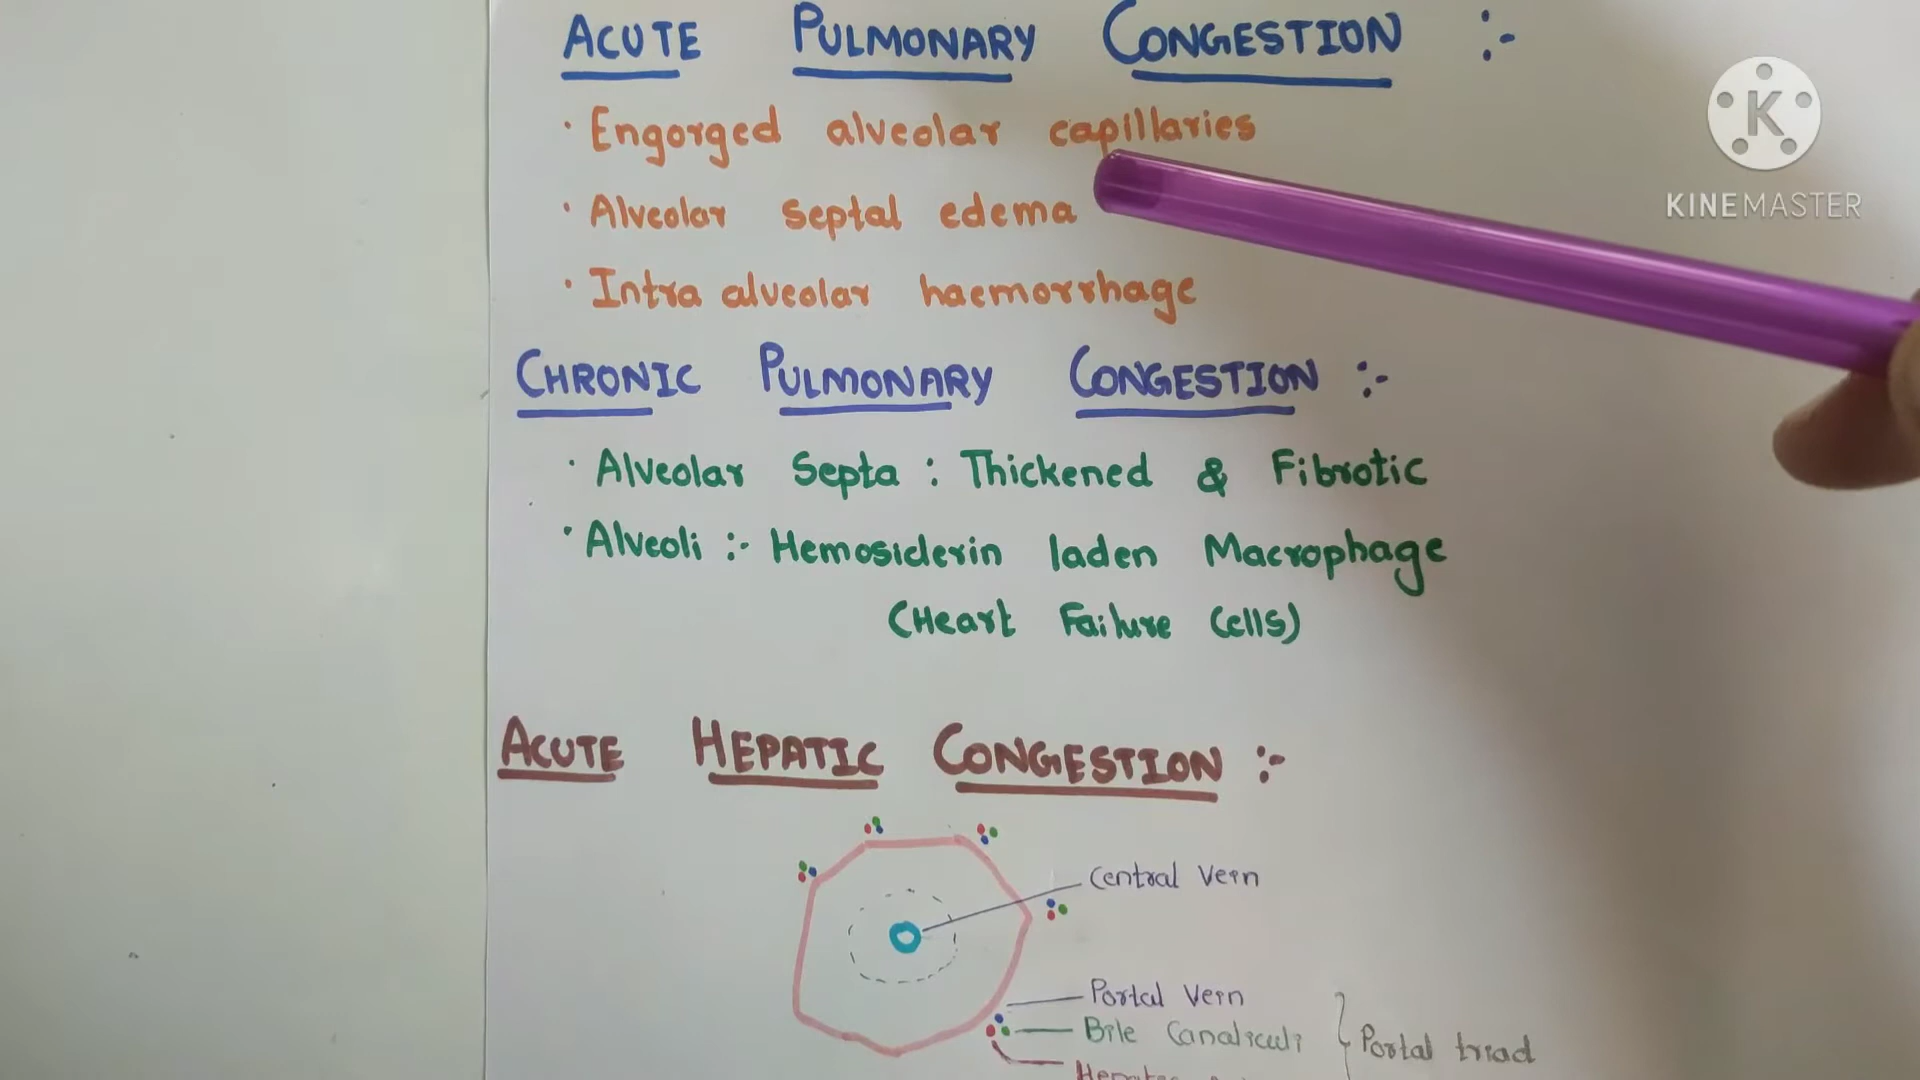 ACUTE PULMONARY CONGESTION :-
• Engorged alveolar capillaries
• Alveolar septal edema
• Intra alveolar haemorrhage
CHRONIC PULMONARY CONGESTION :-
• Alveolar Septa : Thickened & Fibrotic
• Alveoli :- Hemosiderin laden Macrophage
(Heart Failure Cells)
ACUTE HEPATIC CONGESTION :-
Central Vein
Portal Vein
Bile Canaliculi
Portal triad
K
KINEMASTER